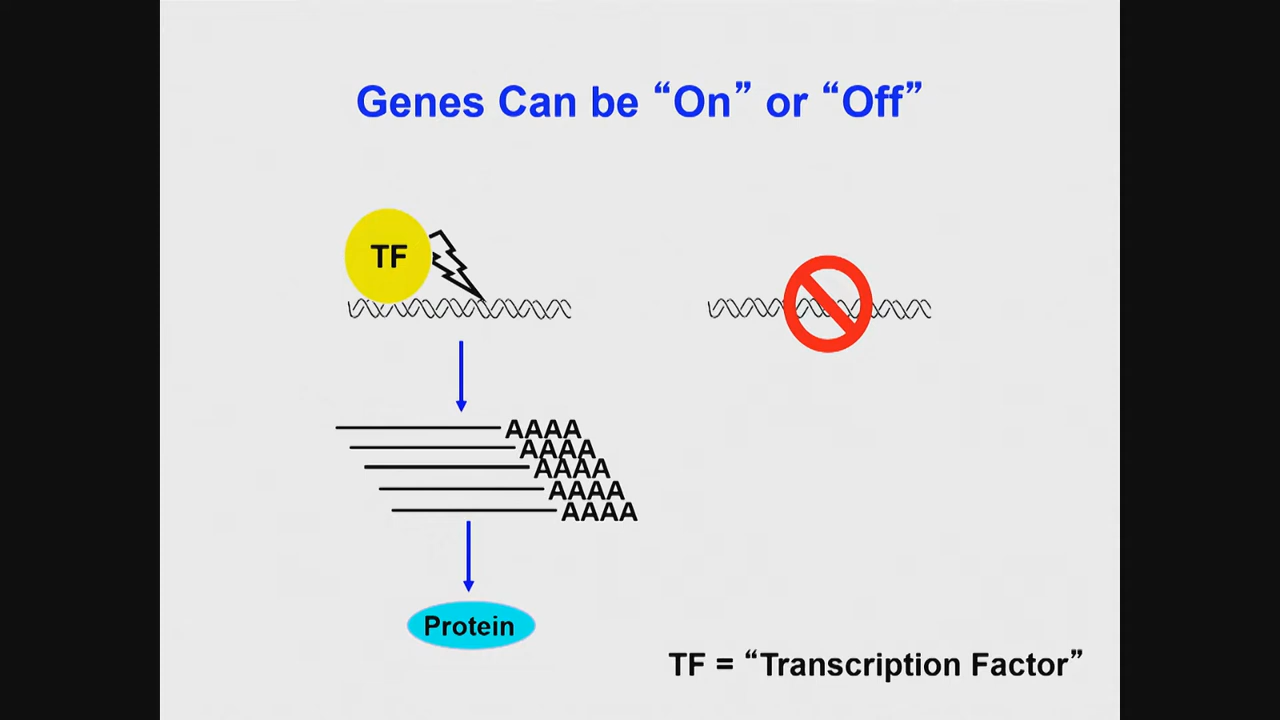 Genes Can be “On” or “Off”
TF
AAAA
AAAA
AAAA
AAAA
AAAA
Protein
TF = “Transcription Factor”